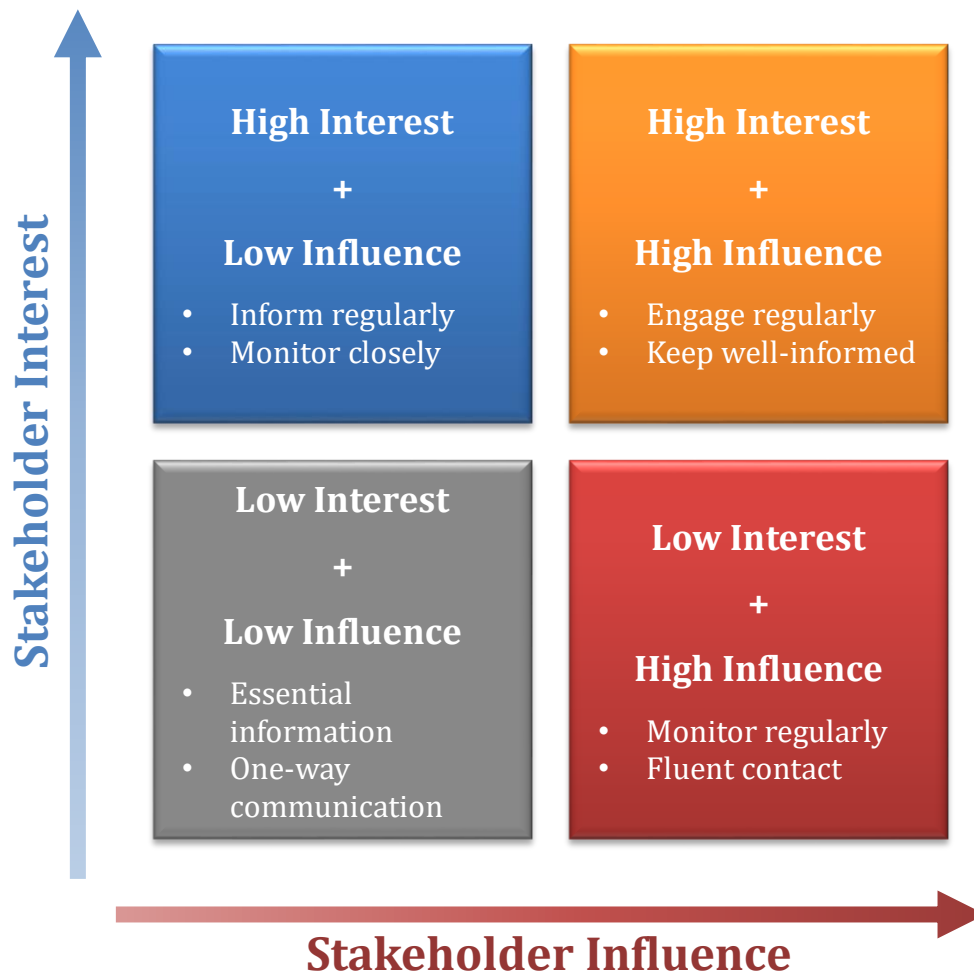 Stakeholder Interest
High Interest
+
Low Influence
• Inform regularly
• Monitor closely
High Interest
+
High Influence
• Engage regularly
• Keep well-informed
Low Interest
+
Low Influence
• Essential
information
• One-way
communication
Low Interest
+
High Influence
• Monitor regularly
• Fluent contact
Stakeholder Influence